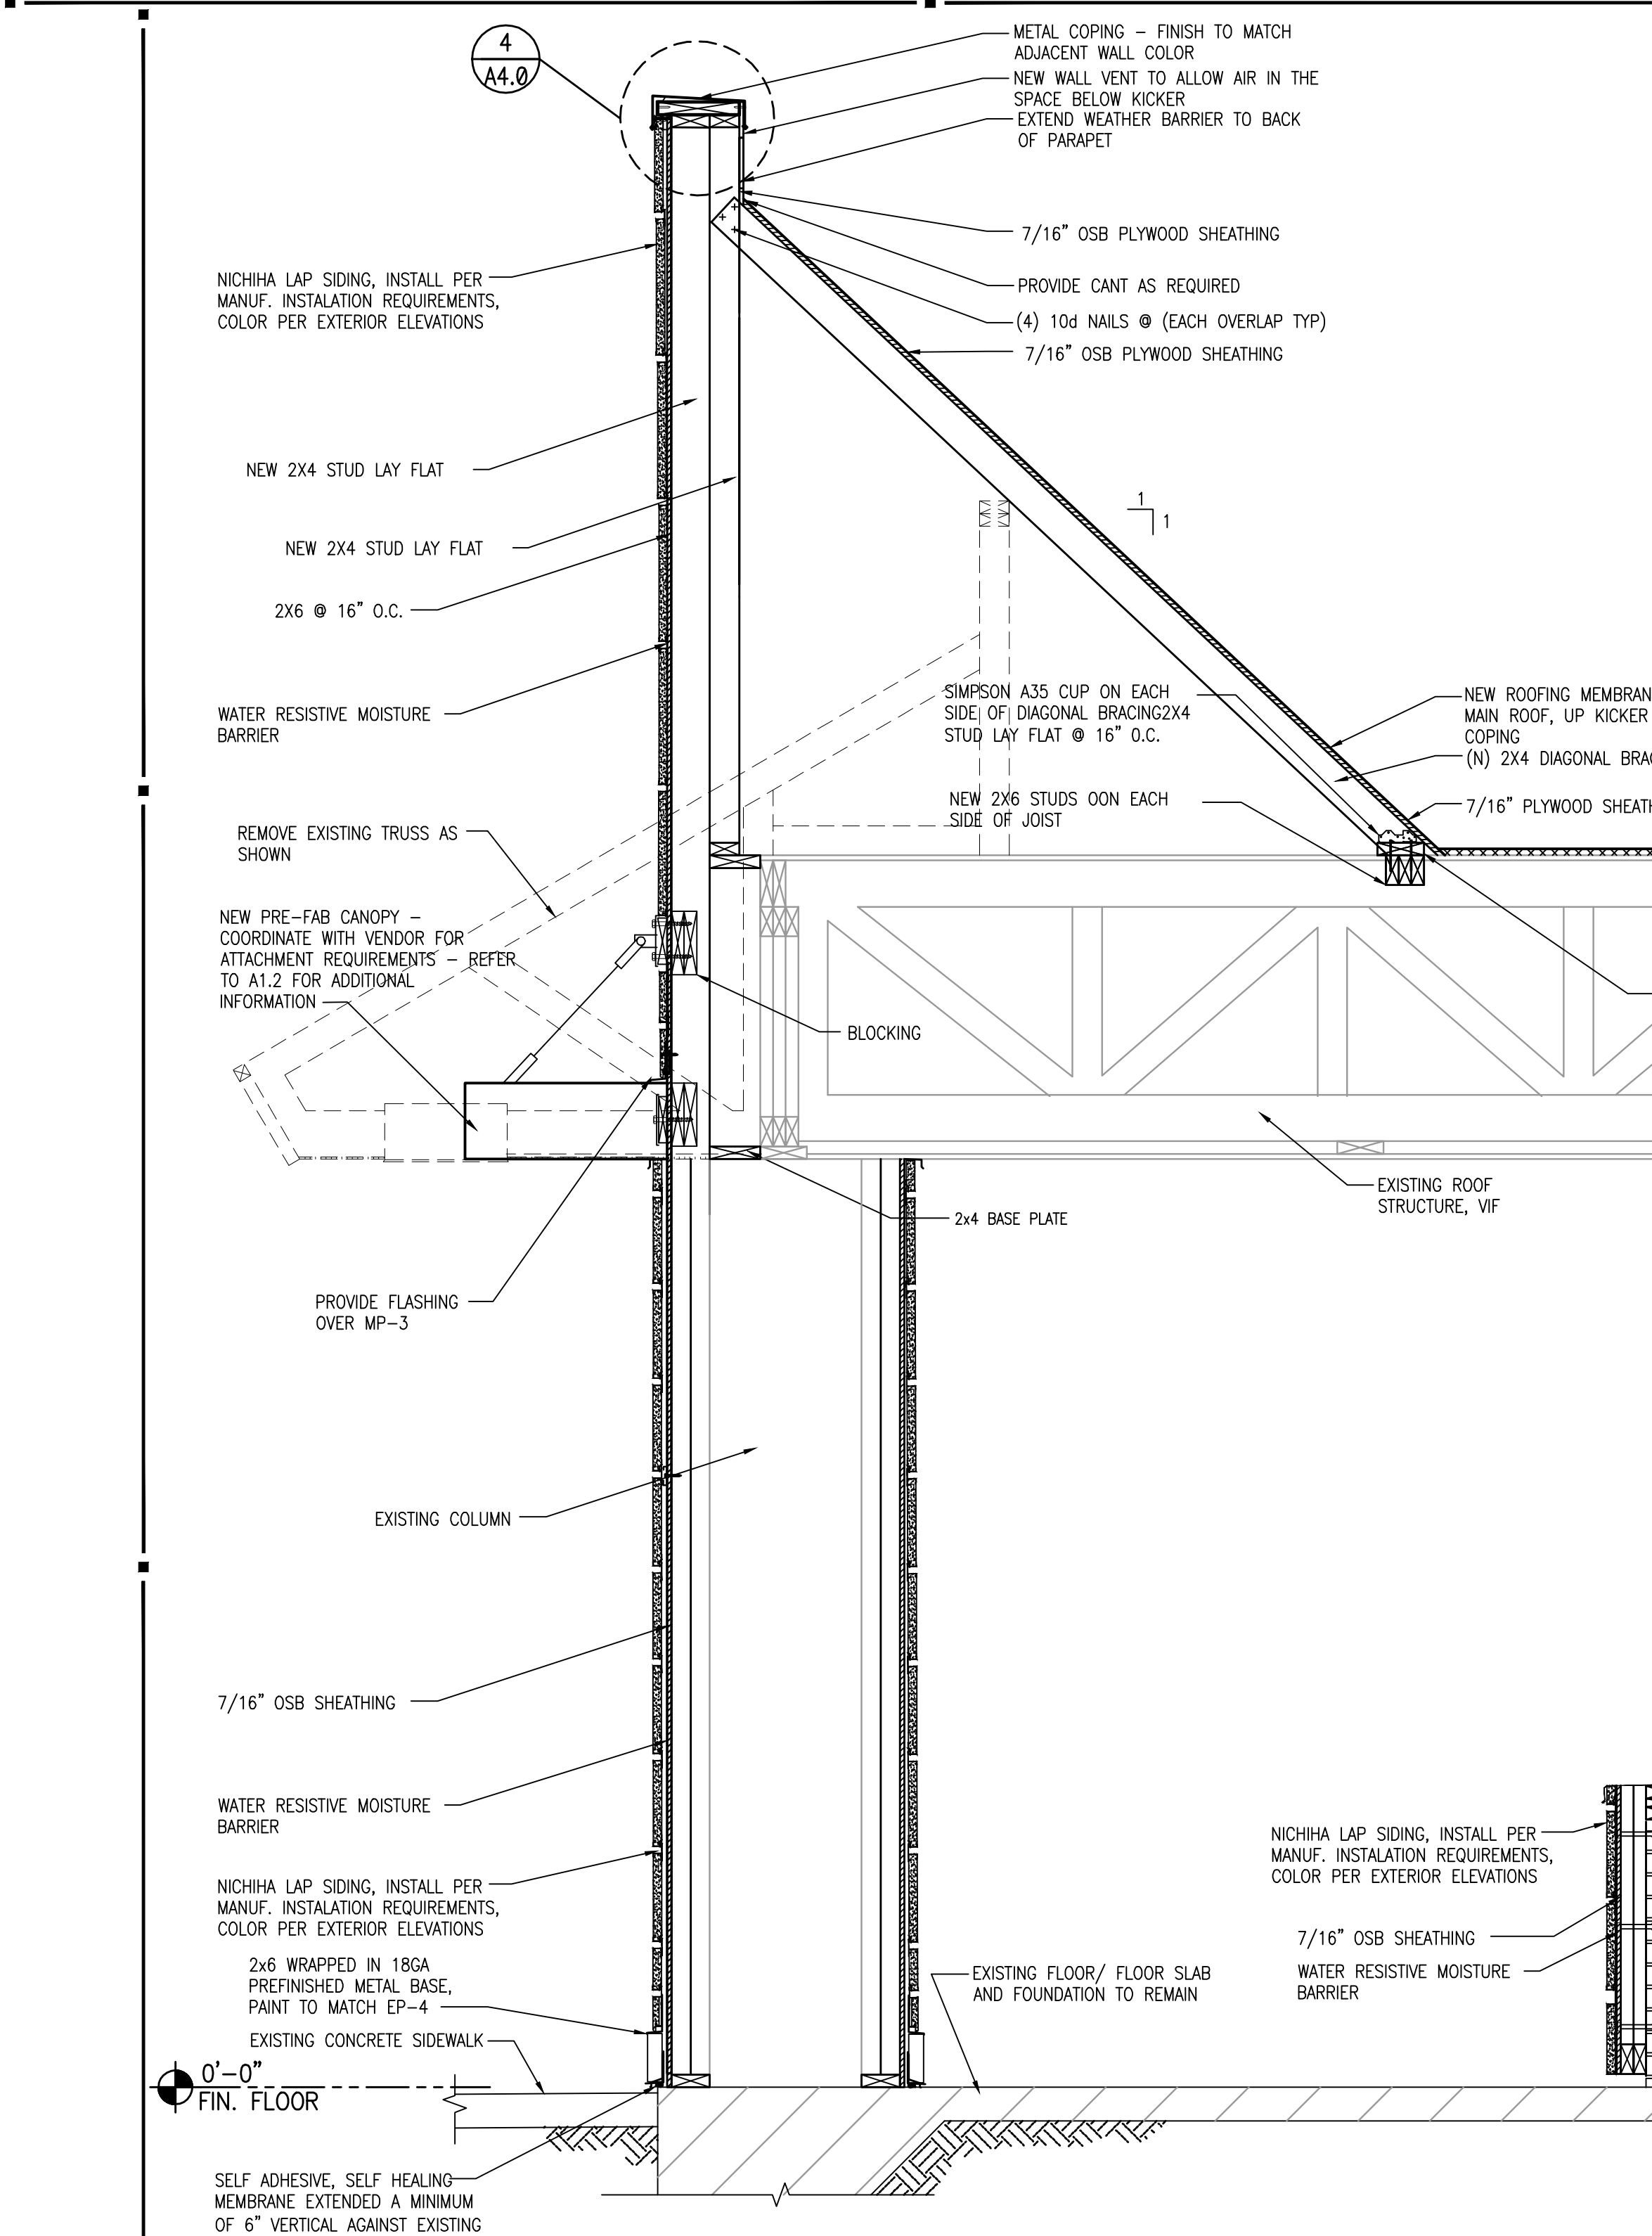 4
A4.0
METAL COPING – FINISH TO MATCH
ADJACENT WALL COLOR
NEW WALL VENT TO ALLOW AIR IN THE
SPACE BELOW KICKER
EXTEND WEATHER BARRIER TO BACK
OF PARAPET
7/16" OSB PLYWOOD SHEATHING
PROVIDE CANT AS REQUIRED
(4) 10d NAILS @ (EACH OVERLAP TYP)
7/16" OSB PLYWOOD SHEATHING
NICHIHA LAP SIDING, INSTALL PER
MANUF. INSTALATION REQUIREMENTS,
COLOR PER EXTERIOR ELEVATIONS
NEW 2X4 STUD LAY FLAT
NEW 2X4 STUD LAY FLAT
2X6 @ 16" O.C.
WATER RESISTIVE MOISTURE
BARRIER
1
1
SIMPSON A35 CUP ON EACH
SIDE OF DIAGONAL BRACING2X4
STUD LAY FLAT @ 16" O.C.
NEW 2X6 STUDS OON EACH
SIDE OF JOIST
NEW ROOFING MEMBRAN
MAIN ROOF, UP KICKER
COPING
(N) 2X4 DIAGONAL BRA
7/16" PLYWOOD SHEAT
REMOVE EXISTING TRUSS AS
SHOWN
NEW PRE–FAB CANOPY –
COORDINATE WITH VENDOR FOR
ATTACHMENT REQUIREMENTS – REFER
TO A1.2 FOR ADDITIONAL
INFORMATION
BLOCKING
EXISTING ROOF
STRUCTURE, VIF
2x4 BASE PLATE
PROVIDE FLASHING
OVER MP–3
EXISTING COLUMN
7/16" OSB SHEATHING
WATER RESISTIVE MOISTURE
BARRIER
NICHIHA LAP SIDING, INSTALL PER
MANUF. INSTALATION REQUIREMENTS,
COLOR PER EXTERIOR ELEVATIONS
2x6 WRAPPED IN 18GA
PREFINISHED METAL BASE,
PAINT TO MATCH EP–4
EXISTING CONCRETE SIDEWALK
0'–0"
FIN. FLOOR
SELF ADHESIVE, SELF HEALING
MEMBRANE EXTENDED A MINIMUM
OF 6" VERTICAL AGAINST EXISTING
EXISTING FLOOR/ FLOOR SLAB
AND FOUNDATION TO REMAIN
NICHIHA LAP SIDING, INSTALL PER
MANUF. INSTALATION REQUIREMENTS,
COLOR PER EXTERIOR ELEVATIONS
7/16" OSB SHEATHING
WATER RESISTIVE MOISTURE
BARRIER